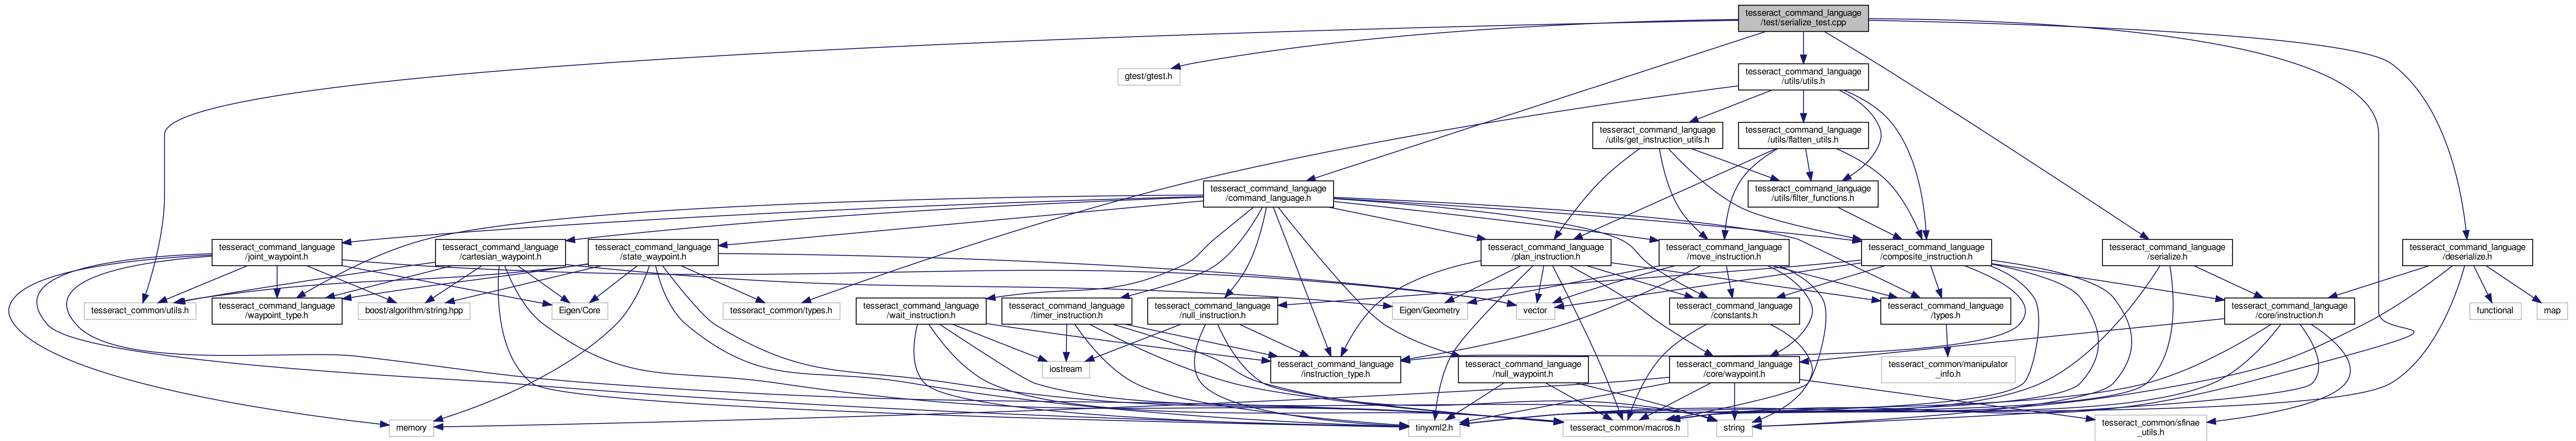 tesseract_command_language
/test/serialize_test.cpp
gtest/gtest.h
tesseract_command_language
/utils/utils.h
tesseract_command_language
/utils/get_instruction_utils.h
tesseract_command_language
/utils/flatten_utils.h
tesseract_command_language
/command_language.h
tesseract_command_language
/utils/filter_functions.h
tesseract_command_language
/joint_waypoint.h
tesseract_command_language
/cartesian_waypoint.h
tesseract_command_language
/state_waypoint.h
tesseract_command_language
/plan_instruction.h
tesseract_command_language
/move_instruction.h
tesseract_command_language
/composite_instruction.h
tesseract_command_language
/serialize.h
tesseract_command_language
/deserialize.h
tesseract_common/utils.h
tesseract_command_language
/waypoint_type.h
boost/algorithm/string.hpp
Eigen/Core
tesseract_common/types.h
tesseract_command_language
/wait_instruction.h
tesseract_command_language
/timer_instruction.h
tesseract_command_language
/null_instruction.h
Eigen/Geometry
vector
tesseract_command_language
/constants.h
tesseract_command_language
/types.h
tesseract_command_language
/core/instruction.h
functional
map
iostream
tesseract_command_language
/instruction_type.h
tesseract_command_language
/null_waypoint.h
tesseract_command_language
/core/waypoint.h
tesseract_common/manipulator
_info.h
memory
tinyxml2.h
tesseract_common/macros.h
string
tesseract_common/sfinae
_utils.h